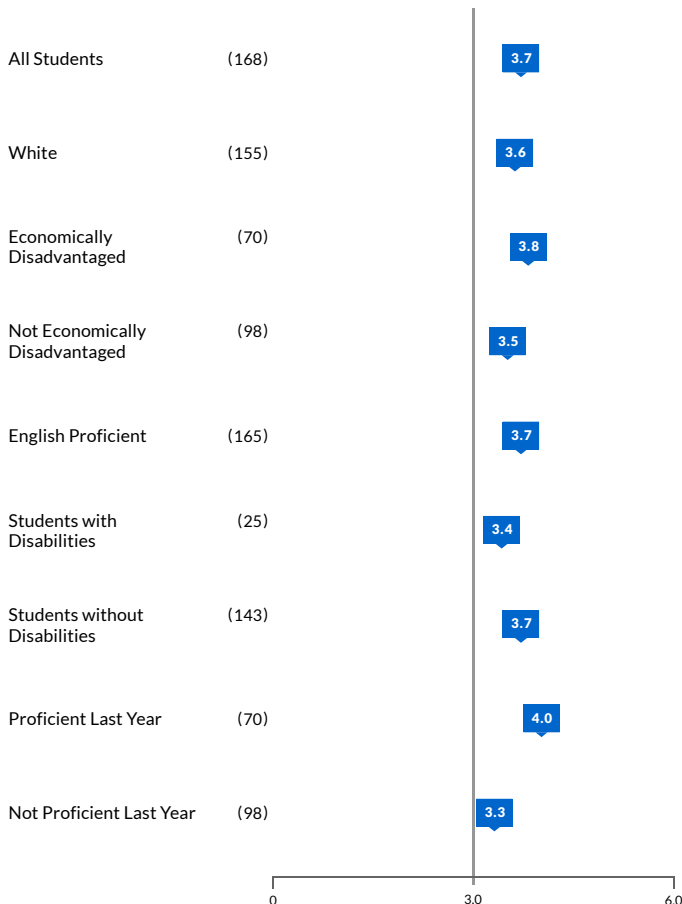 All Students (168) 3.7
White (155) 3.6
Economically (70)
Disadvantaged
3.8
Not Economically (98)
Disadvantaged
3.5
English Proficient (165) 3.7
Students with (25)
Disabilities
3.4
Students without (143)
Disabilities
3.7
Proficient Last Year (70) 4.0
Not Proficient Last Year (98) 3.3
0 3.0 6.0